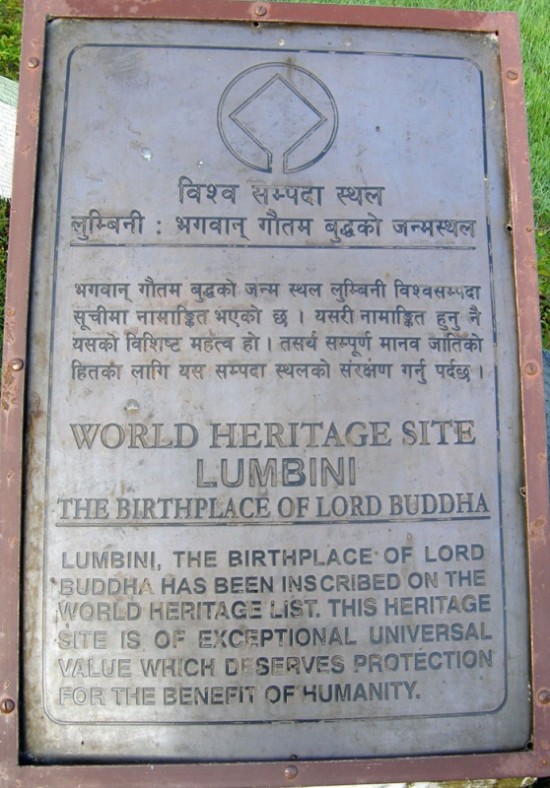 विश्व सम्पदा स्थल
लुम्बिनी : भगवान् गौतम बुद्धको जन्मस्थल
भगवान् गौतम बुद्धको जन्म स्थल लुम्बिनी विश्वसम्पदा
सूचीमा नामाङ्कित भएको छ । यसरी नामाङ्कित हुनु नै
यसको विशिष्ट महत्व हो । तसर्थ सम्पूर्ण मानव जातिको
हितका लागि यस सम्पदा स्थलको संरक्षण गर्नु पर्दछ ।
WORLD HERITAGE SITE
LUMBINI
THE BIRTHPLACE OF LORD BUDDHA
LUMBINI, THE BIRTHPLACE OF LORD
BUDDHA HAS BEEN INSCRIBED ON THE
WORLD HERITAGE LIST. THIS HERITAGE
SITE IS OF EXCEPTIONAL UNIVERSAL
VALUE WHICH DESERVES PROTECTION
FOR THE BENEFIT OF HUMANITY.